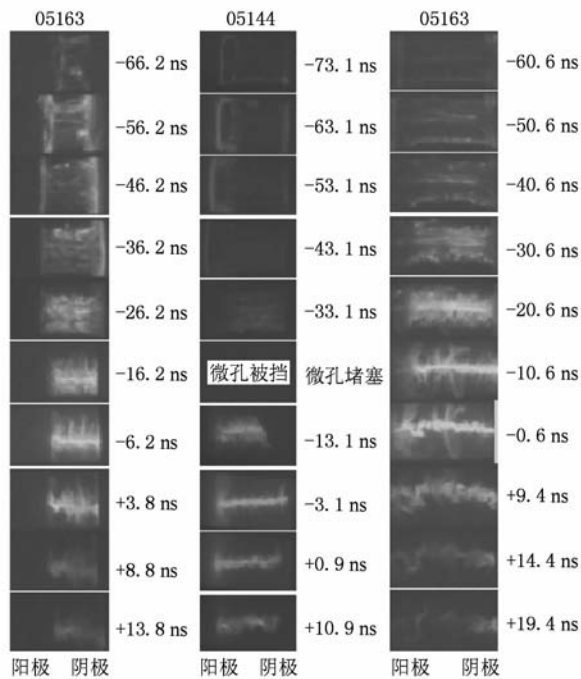 05163 05144 05163
-66.2 ns -73.1 ns -60.6 ns
-56.2 ns -63.1 ns -50.6 ns
-46.2 ns -53.1 ns -40.6 ns
-36.2 ns -43.1 ns -30.6 ns
-26.2 ns -33.1 ns -20.6 ns
-16.2 ns 微孔被挡 微孔堵塞 -10.6 ns
-6.2 ns -13.1 ns -0.6 ns
+3.8 ns -3.1 ns +9.4 ns
+8.8 ns +0.9 ns +14.4 ns
+13.8 ns +10.9 ns +19.4 ns
阳极 阴极 阳极 阴极 阳极 阴极